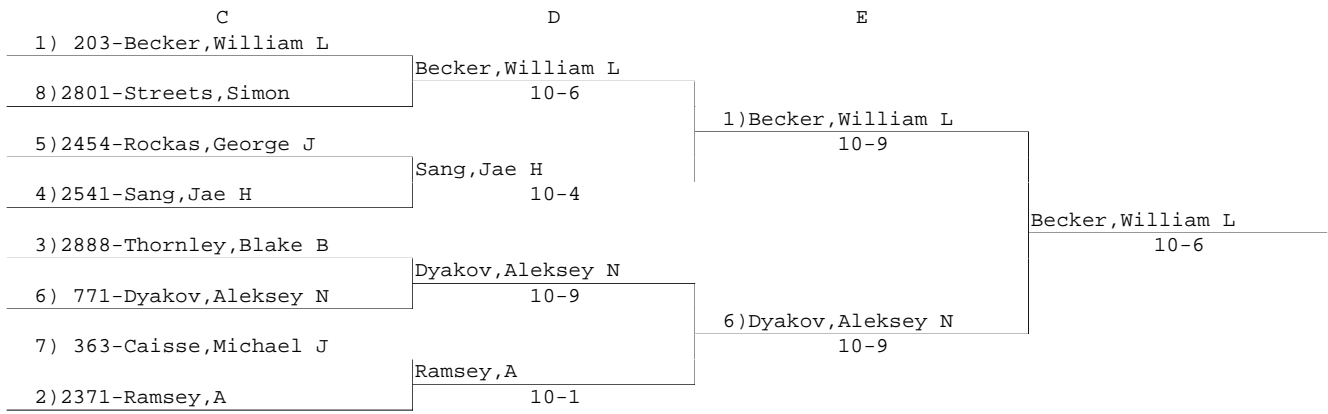 C D E
1) 203-Becker,William L
Becker,William L
8)2801-Streets,Simon 10-6
1)Becker,William L
5)2454-Rockas,George J 10-9
Sang,Jae H
4)2541-Sang,Jae H 10-4
Becker,William L
3)2888-Thornley,Blake B 10-6
Dyakov,Aleksey N
6) 771-Dyakov,Aleksey N 10-9
6)Dyakov,Aleksey N
7) 363-Caisse,Michael J 10-9
Ramsey,A
2)2371-Ramsey,A 10-1